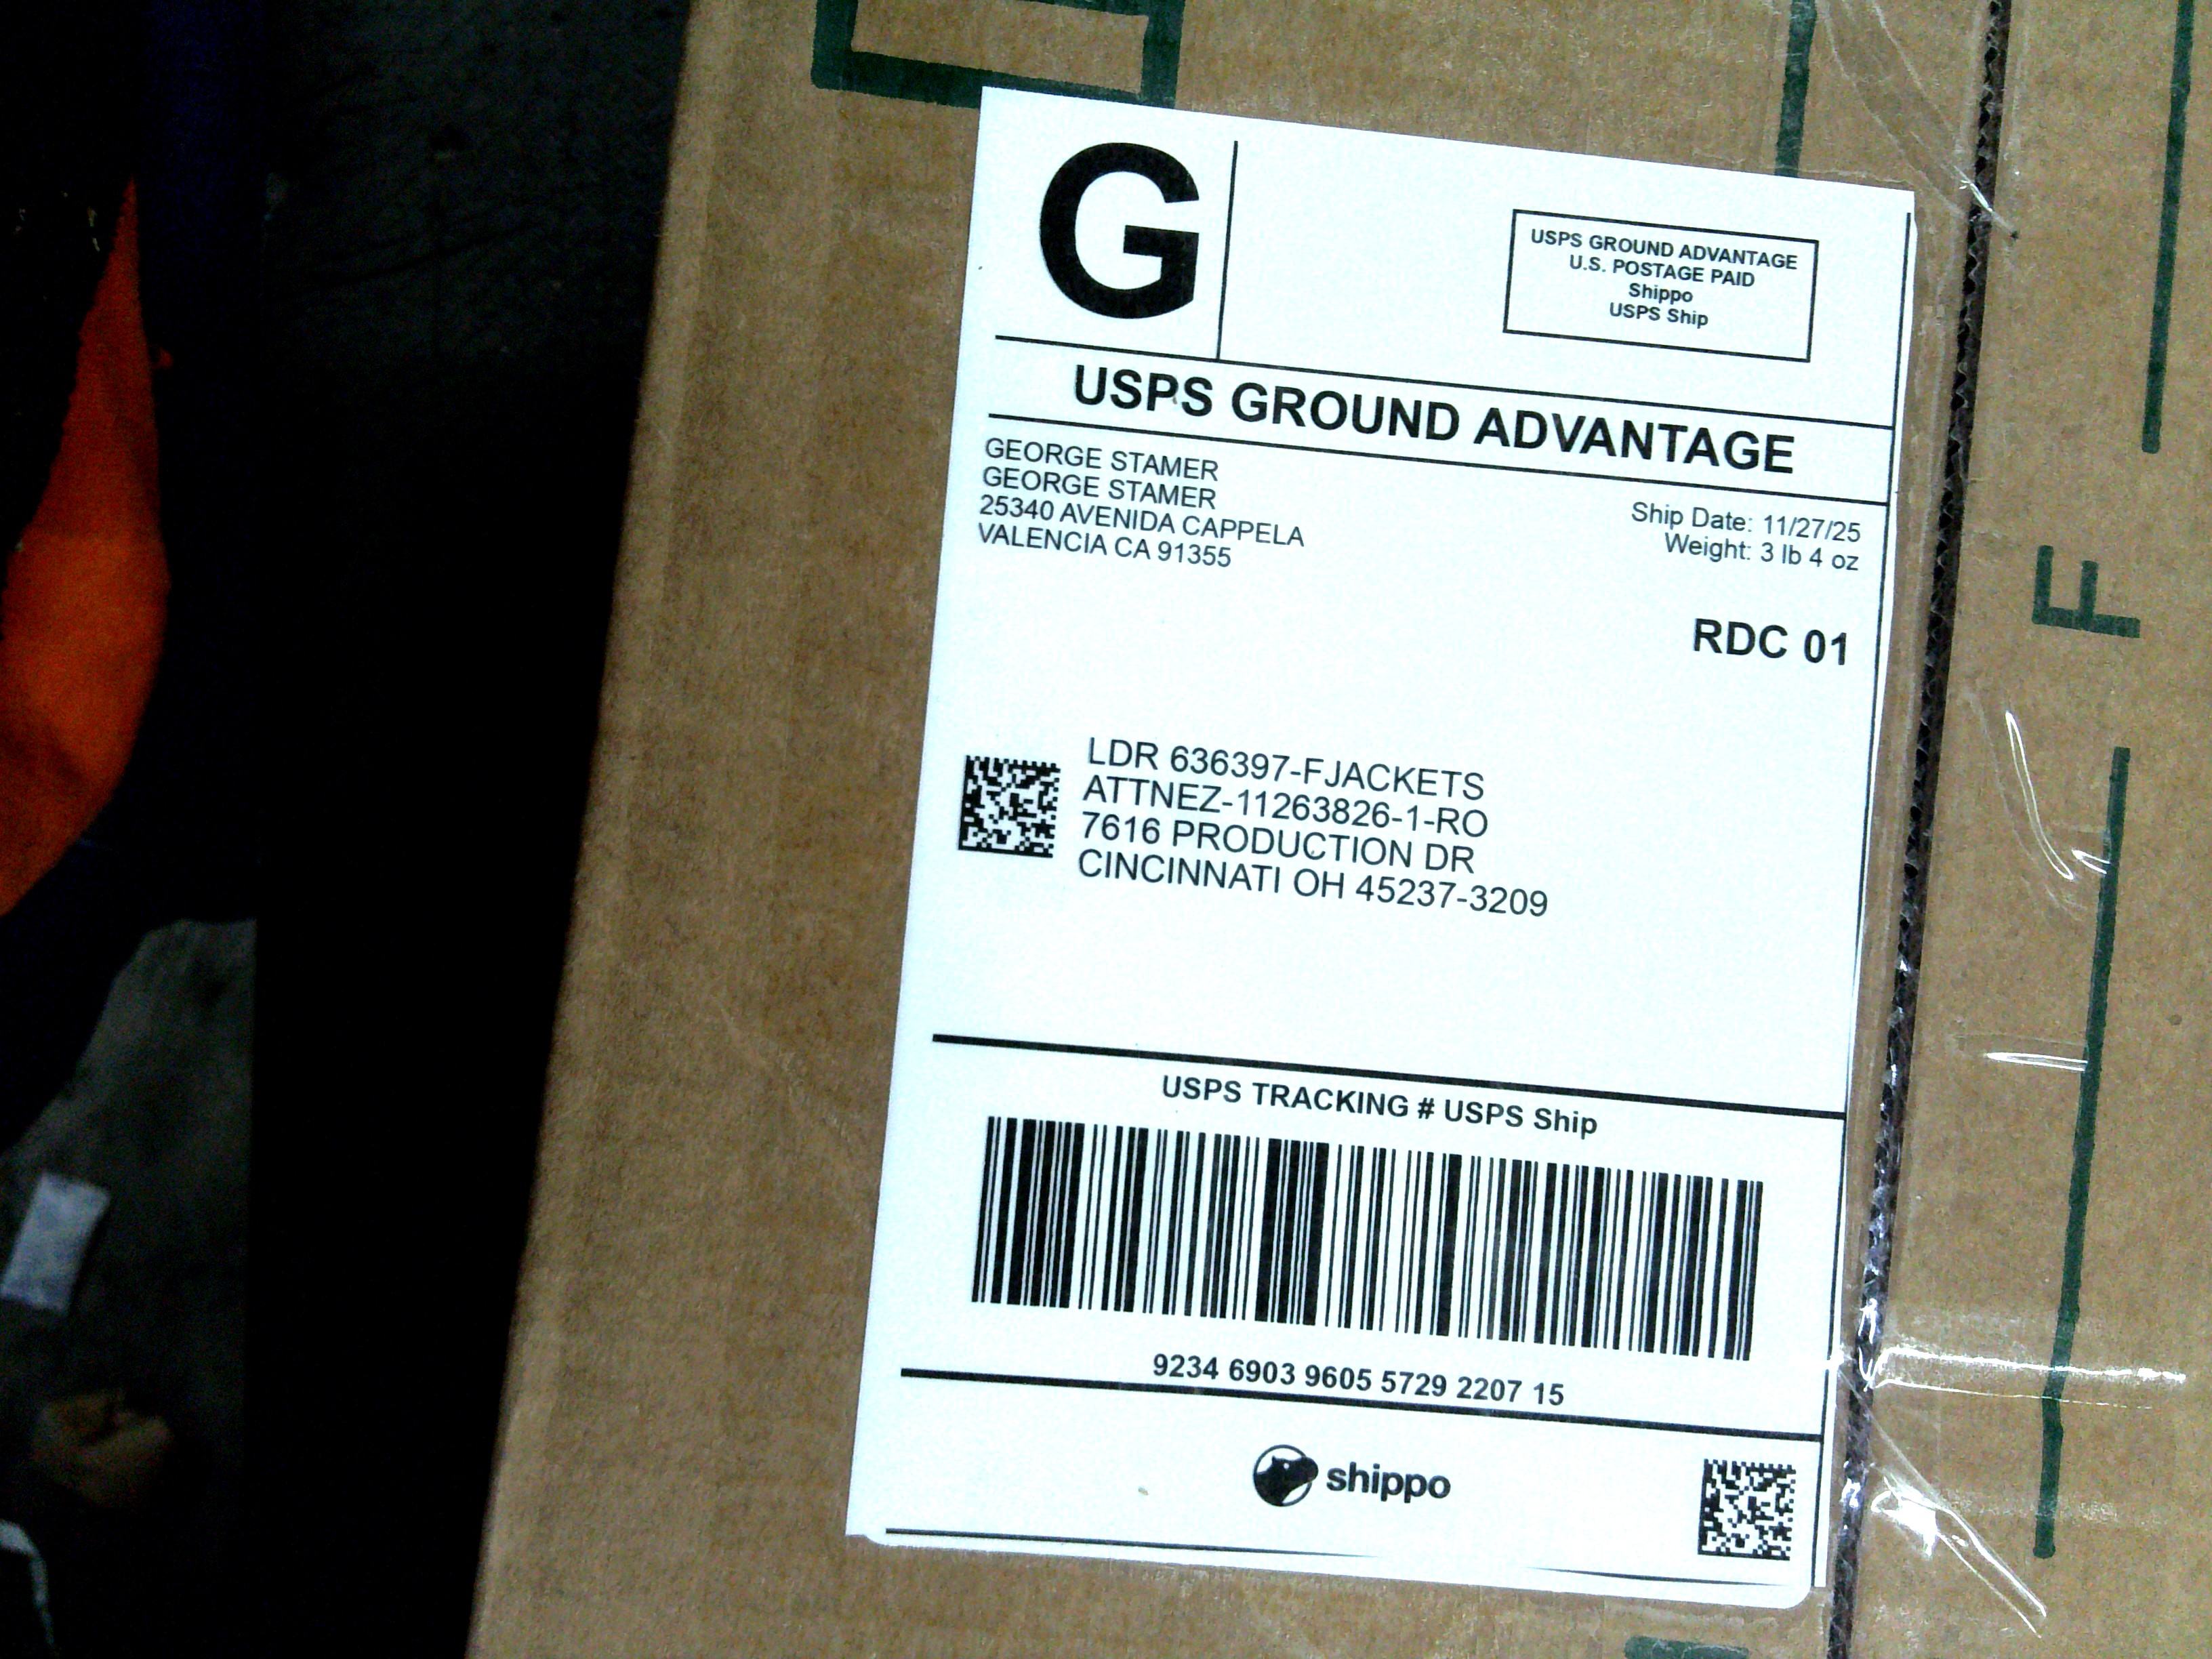 G
USPS GROUND ADVANTAGE
U.S. POSTAGE PAID
Shippo
USPS Ship
USPS GROUND ADVANTAGE
GEORGE STAMER
GEORGE STAMER
25340 AVENIDA CAPPELA
VALENCIA CA 91355
Ship Date: 11/27/25
Weight: 3 lb 4 oz
RDC 01
LDR 636397-FJACKETS
ATTNEZ-11263826-1-RO
7616 PRODUCTION DR
CINCINNATI OH 45237-3209
USPS TRACKING # USPS Ship
9234 6903 9605 5729 2207 15
shippo
F